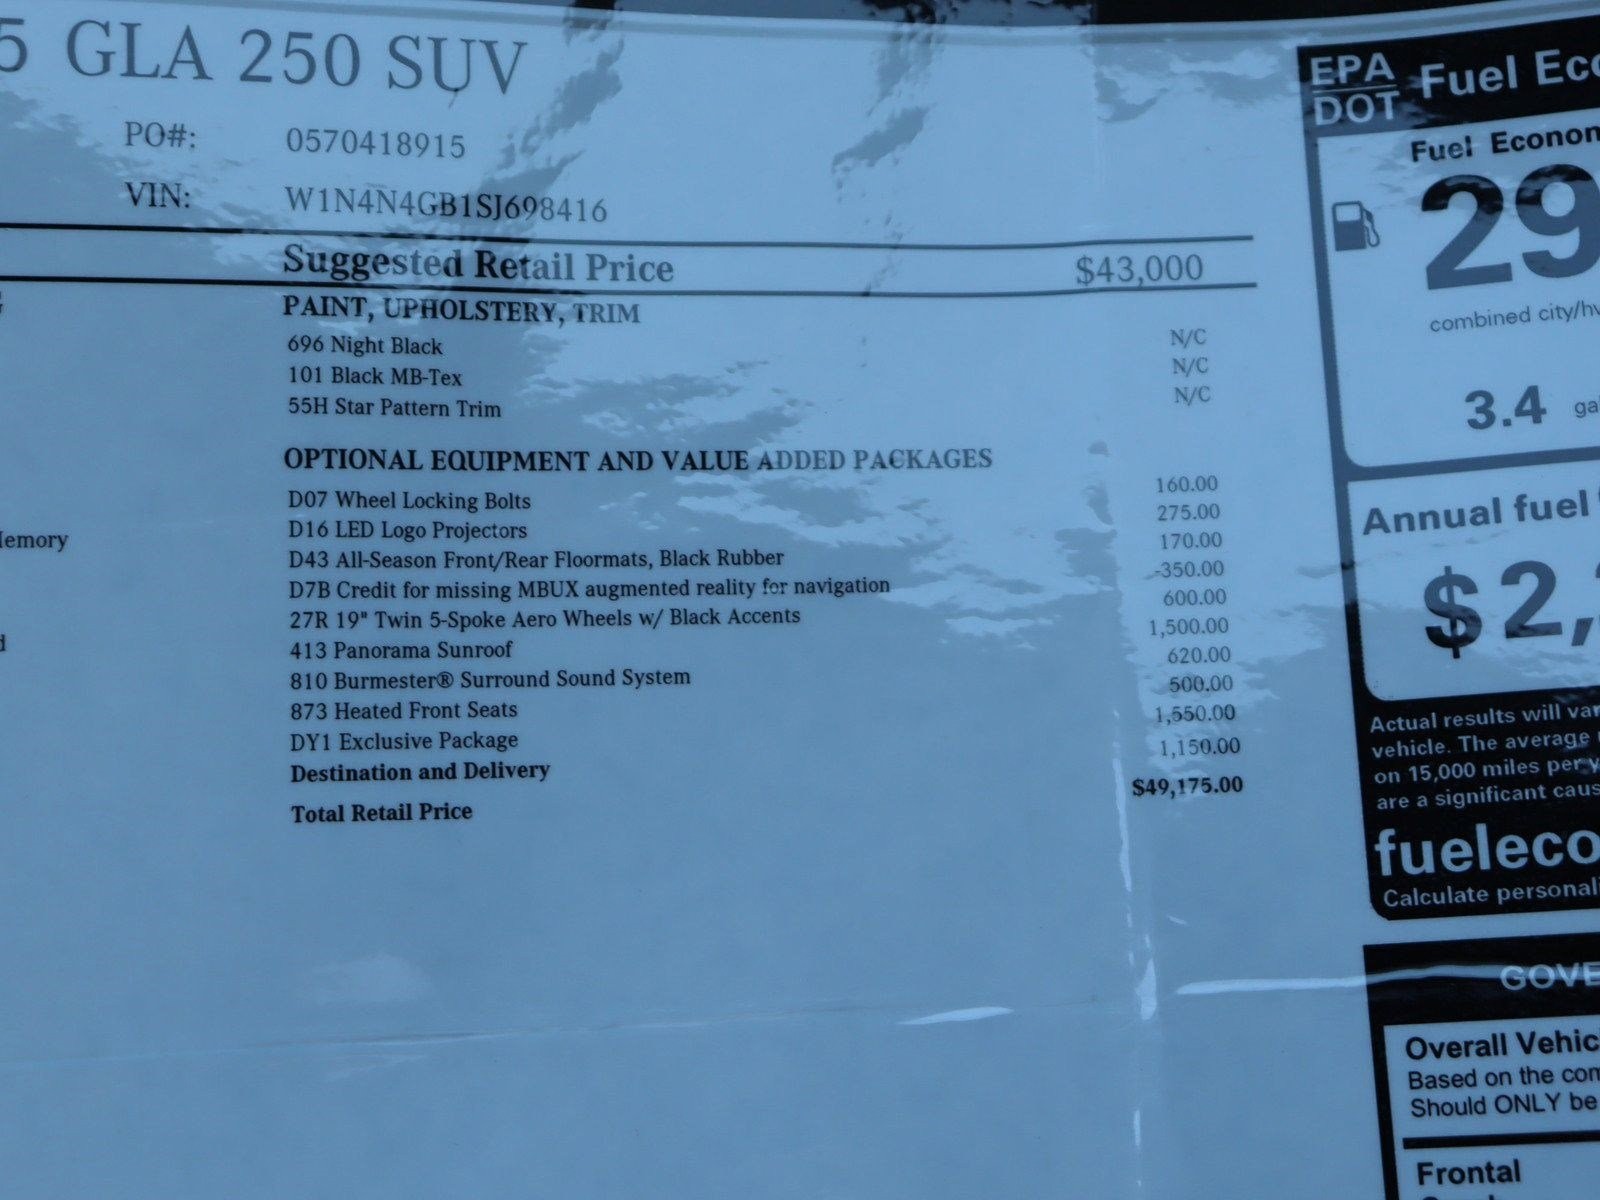 5 GLA 250 SUV
PO#: 0570418915
VIN: W1N4N4GB1SJ698416
Suggested Retail Price $43,000
PAINT, UPHOLSTERY, TRIM
696 Night Black N/C
101 Black MB-Tex N/C
55H Star Pattern Trim N/C
OPTIONAL EQUIPMENT AND VALUE ADDED PACKAGES
D07 Wheel Locking Bolts 160.00
D16 LED Logo Projectors 275.00
D43 All-Season Front/Rear Floormats, Black Rubber 170.00
D7B Credit for missing MBUX augmented reality for navigation -350.00
27R 19" Twin 5-Spoke Aero Wheels w/ Black Accents 600.00
413 Panorama Sunroof 1,500.00
810 Burmester® Surround Sound System 620.00
873 Heated Front Seats 500.00
DY1 Exclusive Package 1,550.00
Destination and Delivery 1,150.00
Total Retail Price $49,175.00
emory
d
EPA
DOT
Fuel Eco
Fuel Econom
29
combined city/hw
3.4 ga
Annual fuel
$2,
Actual results will var
vehicle. The average
on 15,000 miles per y
are a significant caus
fueleco
Calculate personali
GOVE
Overall Vehic
Based on the com
Should ONLY be
Frontal